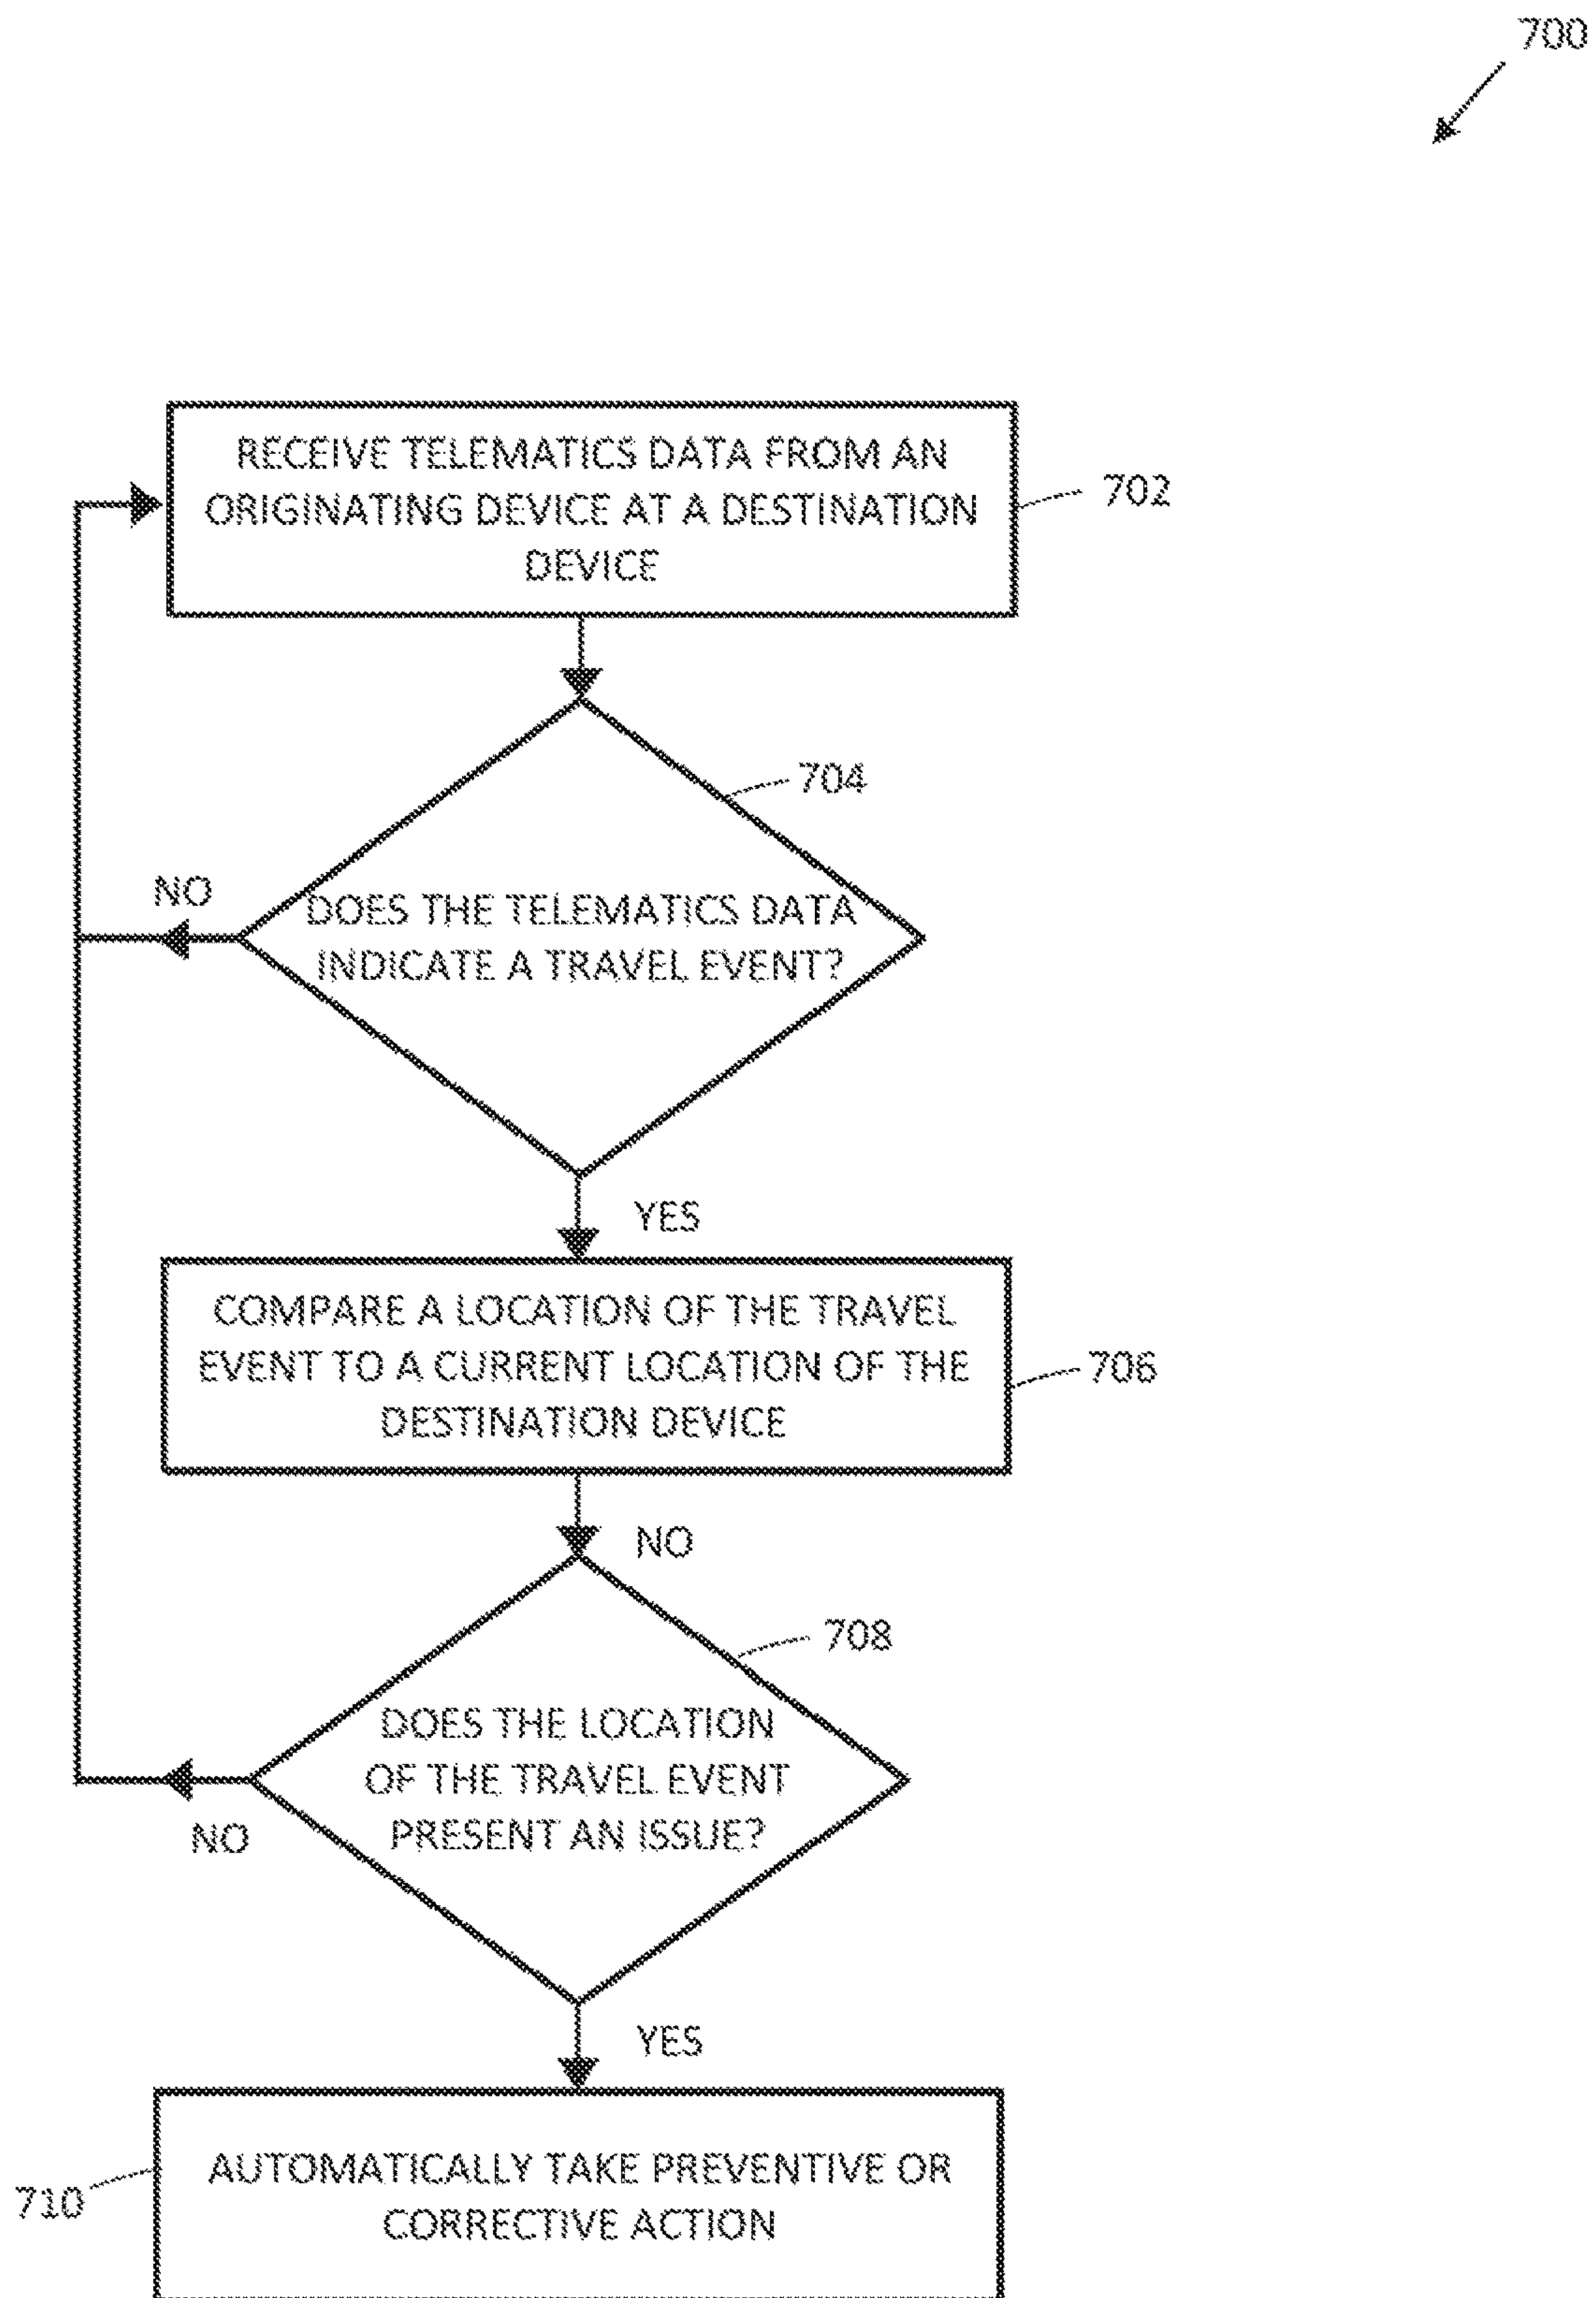 700
RECEIVE TELEMATICS DATA FROM AN
ORIGINATING DEVICE AT A DESTINATION
DEVICE
702
704
NO
DOES THE TELEMATICS DATA
INDICATE A TRAVEL EVENT?
YES
COMPARE A LOCATION OF THE TRAVEL
EVENT TO A CURRENT LOCATION OF THE
DESTINATION DEVICE
706
NO
708
DOES THE LOCATION
OF THE TRAVEL EVENT
PRESENT AN ISSUE?
NO
YES
AUTOMATICALLY TAKE PREVENTIVE OR
CORRECTIVE ACTION
710